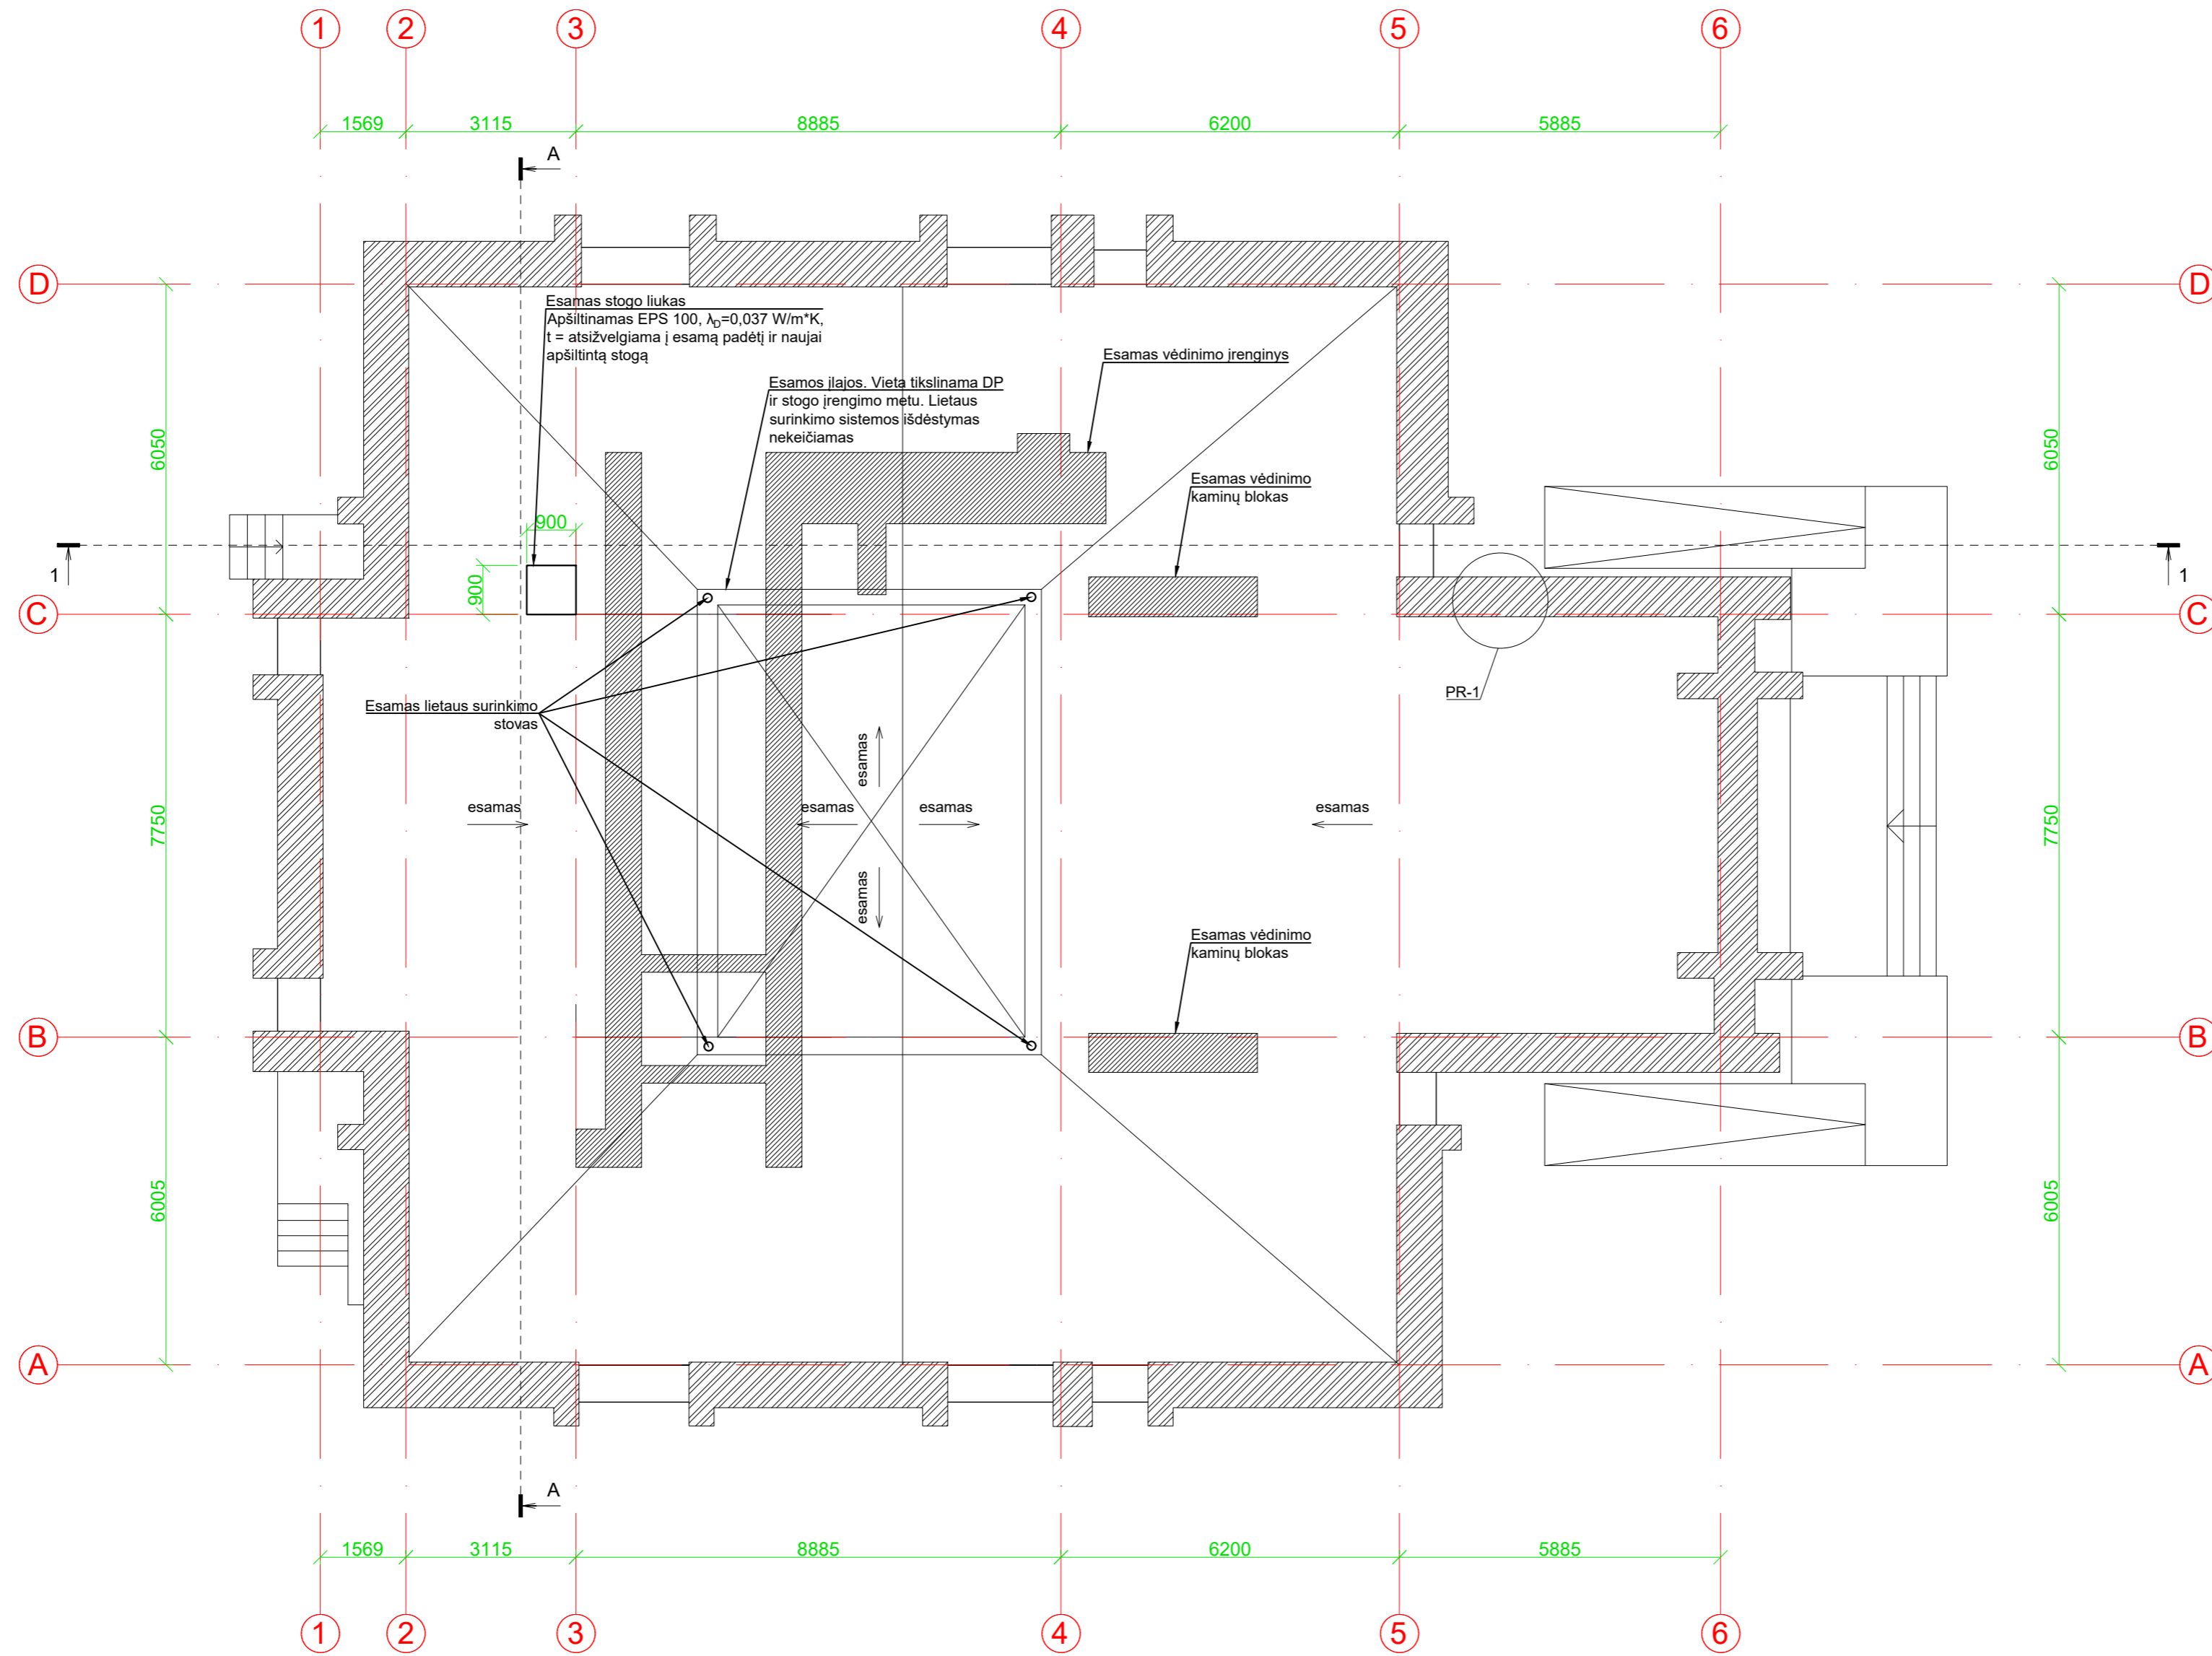 1 2 3 4 5 6
1569 3115 8885 6200 5885
A
D D
Esamas stogo liukas
Apšiltinamas EPS 100, λD=0,037 W/m*K,
t = atsižvelgiama į esamą padėtį ir naujai
apšiltintą stogą
Esamas vėdinimo įrenginys
Esamos įlajos. Vieta tikslinama DP
ir stogo įrengimo metu. Lietaus
surinkimo sistemos išdėstymas
nekeičiamas
6050 6050
Esamas vėdinimo
kaminų blokas
900
1 1
900
C C
PR-1
Esamas lietaus surinkimo
stovas
esamas
esamas esamas esamas esamas
7750 7750
esamas
Esamas vėdinimo
kaminų blokas
B B
6005 6005
A A
A
1569 3115 8885 6200 5885
1 2 3 4 5 6